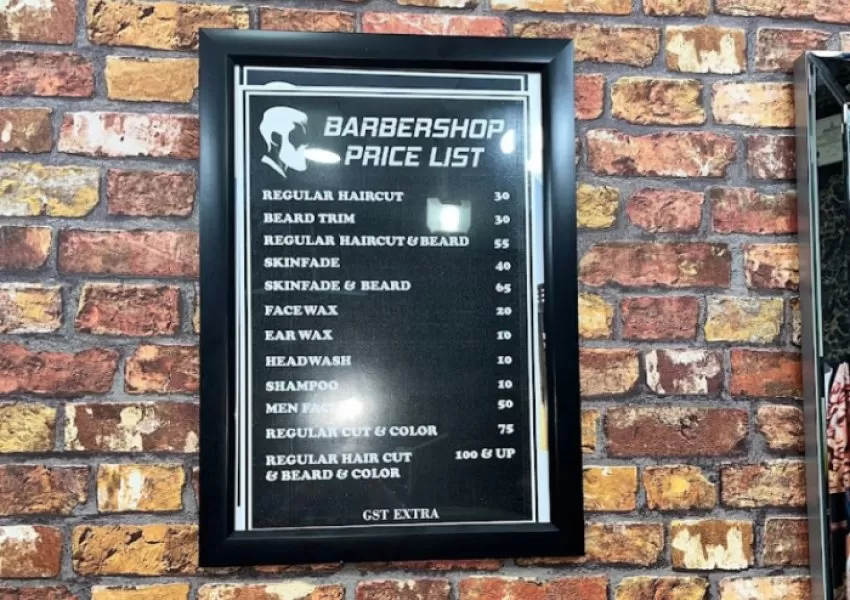 BARBERSHOP
PRICE LIST
REGULAR HAIRCUT 30
BEARD TRIM 30
REGULAR HAIRCUT & BEARD 55
SKINFADE 40
SKINFADE & BEARD 65
FACE WAX 20
EAR WAX 10
HEADWASH 10
SHAMPOO 10
MEN 50
REGULAR CUT & COLOR 75
REGULAR HAIR CUT 100 & UP
& BEARD & COLOR
GST EXTRA